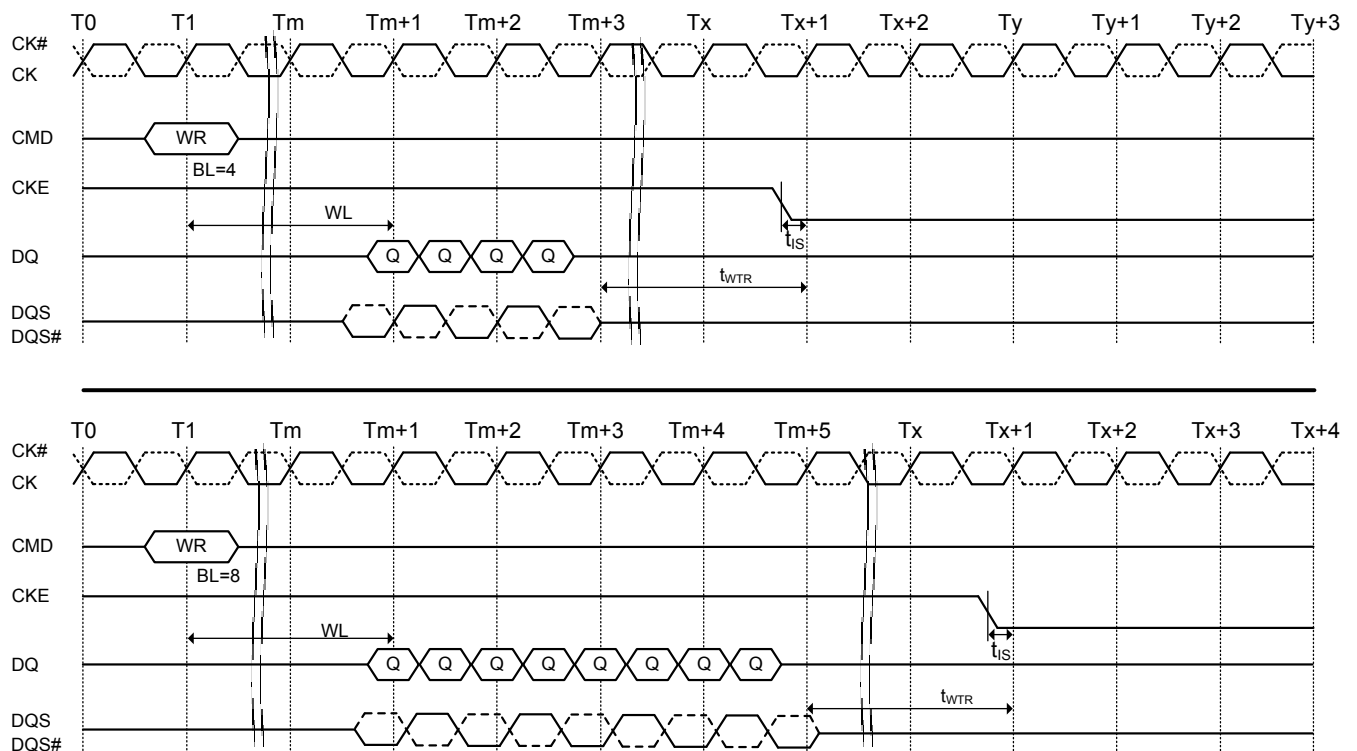 T0 T1 Tm Tm+1 Tm+2 Tm+3 Tx Tx+1 Tx+2 Ty Ty+1 Ty+2 Ty+3
CK#
CK
CMD WR
BL=4
CKE
WL
tIS
DQ Q Q Q Q
tWTR
DQS
DQS#
T0 T1 Tm Tm+1 Tm+2 Tm+3 Tm+4 Tm+5 Tx Tx+1 Tx+2 Tx+3 Tx+4
CK#
CK
CMD WR
BL=8
CKE
WL
tIS
DQ Q Q Q Q Q Q Q Q
tWTR
DQS
DQS#